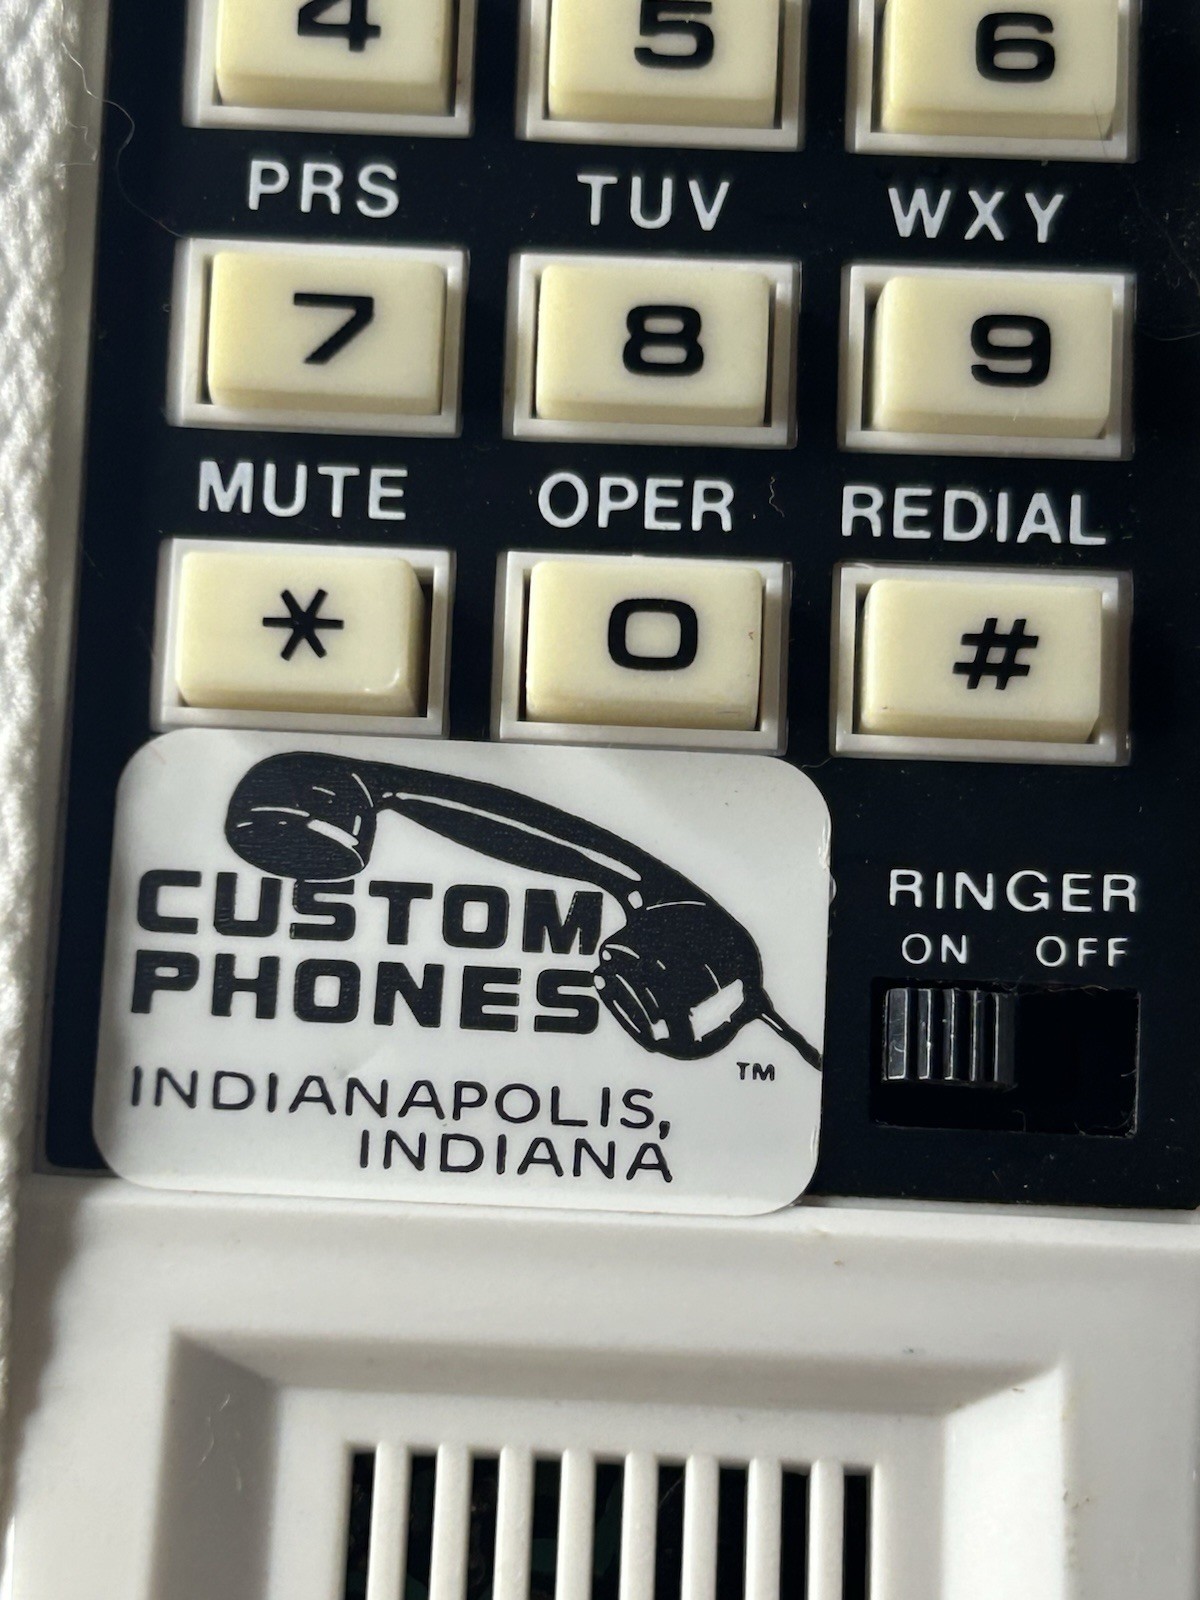 4 5 6
PRS TUV WXY
7 8 9
MUTE OPER REDIAL
* 0 #
CUSTOM
PHONES
TM
INDIANAPOLIS,
INDIANA
RINGER
ON OFF